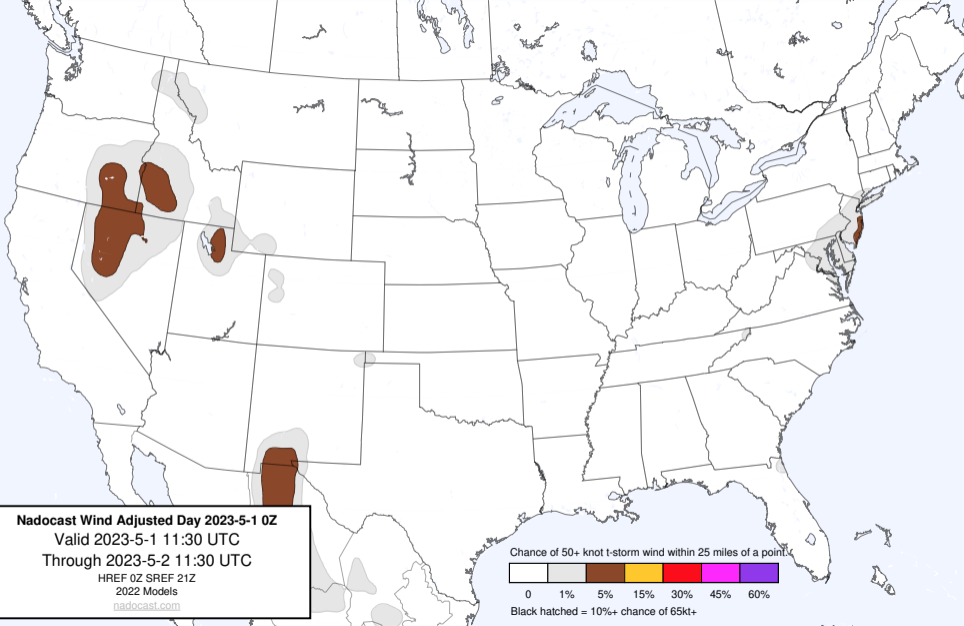 Nadocast Wind Adjusted Day 2023-5-1 0Z
Valid 2023-5-1 11:30 UTC
Through 2023-5-2 11:30 UTC
HREF 0Z SREF 21Z
2022 Models
nadocast.com
Chance of 50+ knot t-storm wind within 25 miles of a point.
0 1% 5% 15% 30% 45% 60%
Black hatched = 10%+ chance of 65kt+